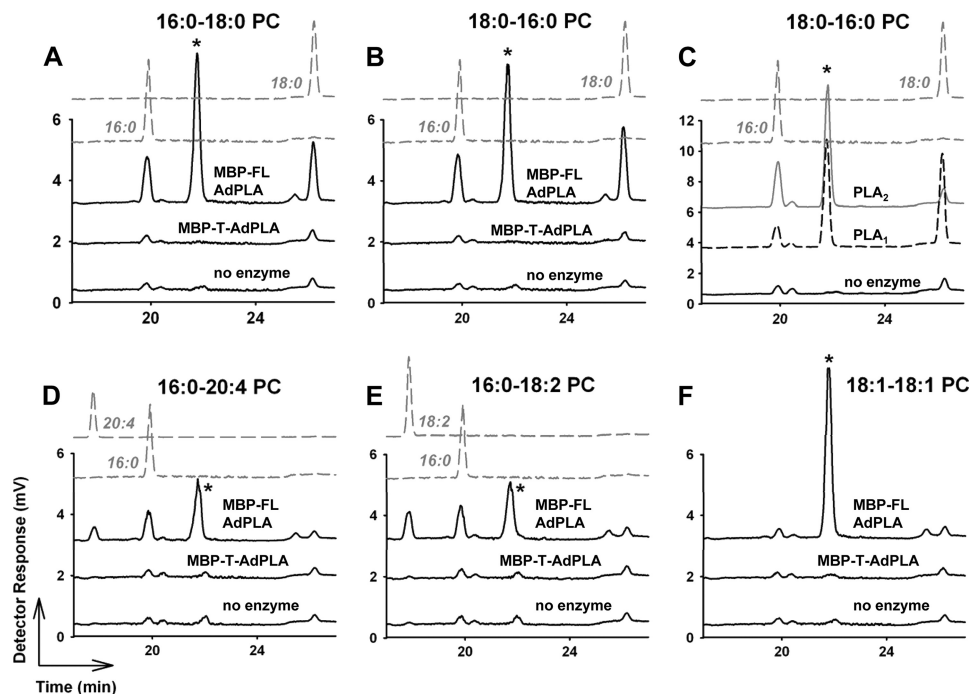 16:0-18:0 PC
A
*
18:0
16:0
6
4
2
0
MBP-FL
AdPLA
MBP-T-AdPLA
no enzyme
20
24
18:0-16:0 PC
B
*
18:0
16:0
6
4
2
0
MBP-FL
AdPLA
MBP-T-AdPLA
no enzyme
20
24
18:0-16:0 PC
C
*
18:0
16:0
12
10
8
6
4
2
0
PLA2
PLA1
no enzyme
20
24
16:0-20:4 PC
D
20:4
16:0
*
6
4
2
0
MBP-FL
AdPLA
MBP-T-AdPLA
no enzyme
20
24
16:0-18:2 PC
E
18:2
16:0
*
6
4
2
0
MBP-FL
AdPLA
MBP-T-AdPLA
no enzyme
20
24
18:1-18:1 PC
F
*
6
4
2
0
MBP-FL
AdPLA
MBP-T-AdPLA
no enzyme
20
24
Detector Response (mV)
Time (min)